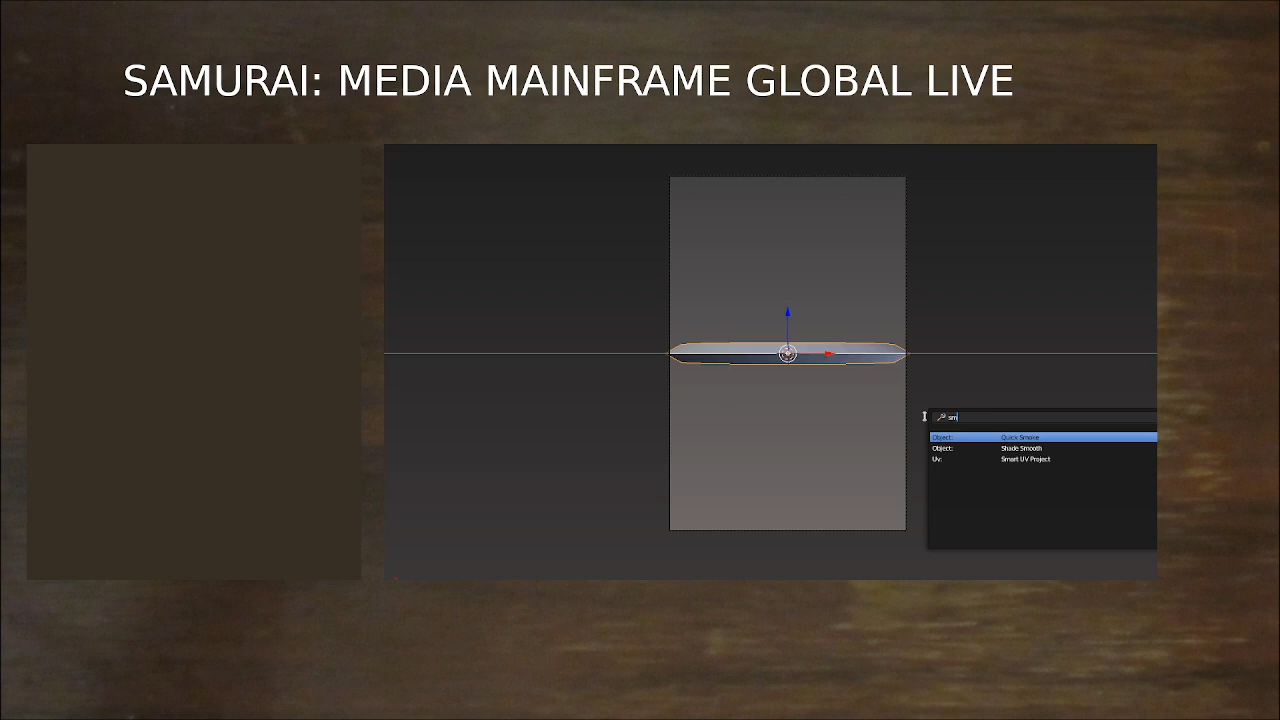 SAMURAI: MEDIA MAINFRAME GLOBAL LIVE
sm
Object: Quick Smoke
Object: Shade Smooth
Uv: Smart UV Project